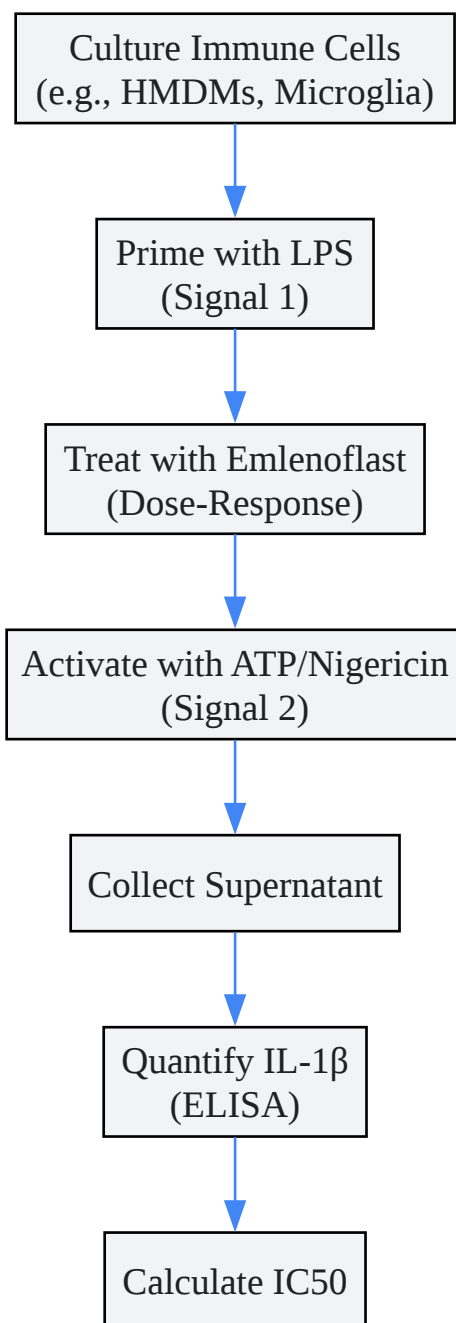 Culture Immune Cells
(e.g., HMDMs, Microglia)
Prime with LPS
(Signal 1)
Treat with Emlenoflast
(Dose-Response)
Activate with ATP/Nigericin
(Signal 2)
Collect Supernatant
Quantify IL-1β
(ELISA)
Calculate IC50